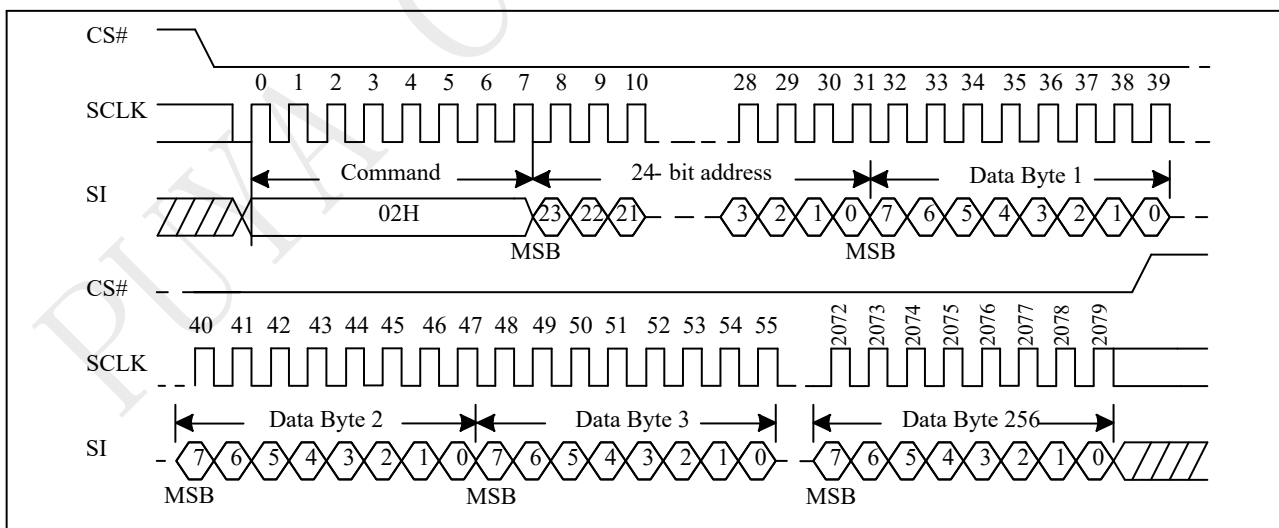 CS#
0 1 2 3 4 5 6 7 8 9 10 28 29 30 31 32 33 34 35 36 37 38 39
SCLK
Command 24- bit address Data Byte 1
SI
02H 23 22 21 3 2 1 0 7 6 5 4 3 2 1 0
MSB MSB
CS#
40 41 42 43 44 45 46 47 48 49 50 51 52 53 54 55 2072 2073 2074 2075 2076 2077 2078 2079
SCLK
Data Byte 2 Data Byte 3 Data Byte 256
SI
7 6 5 4 3 2 1 0 7 6 5 4 3 2 1 0 7 6 5 4 3 2 1 0
MSB MSB MSB
PUYA